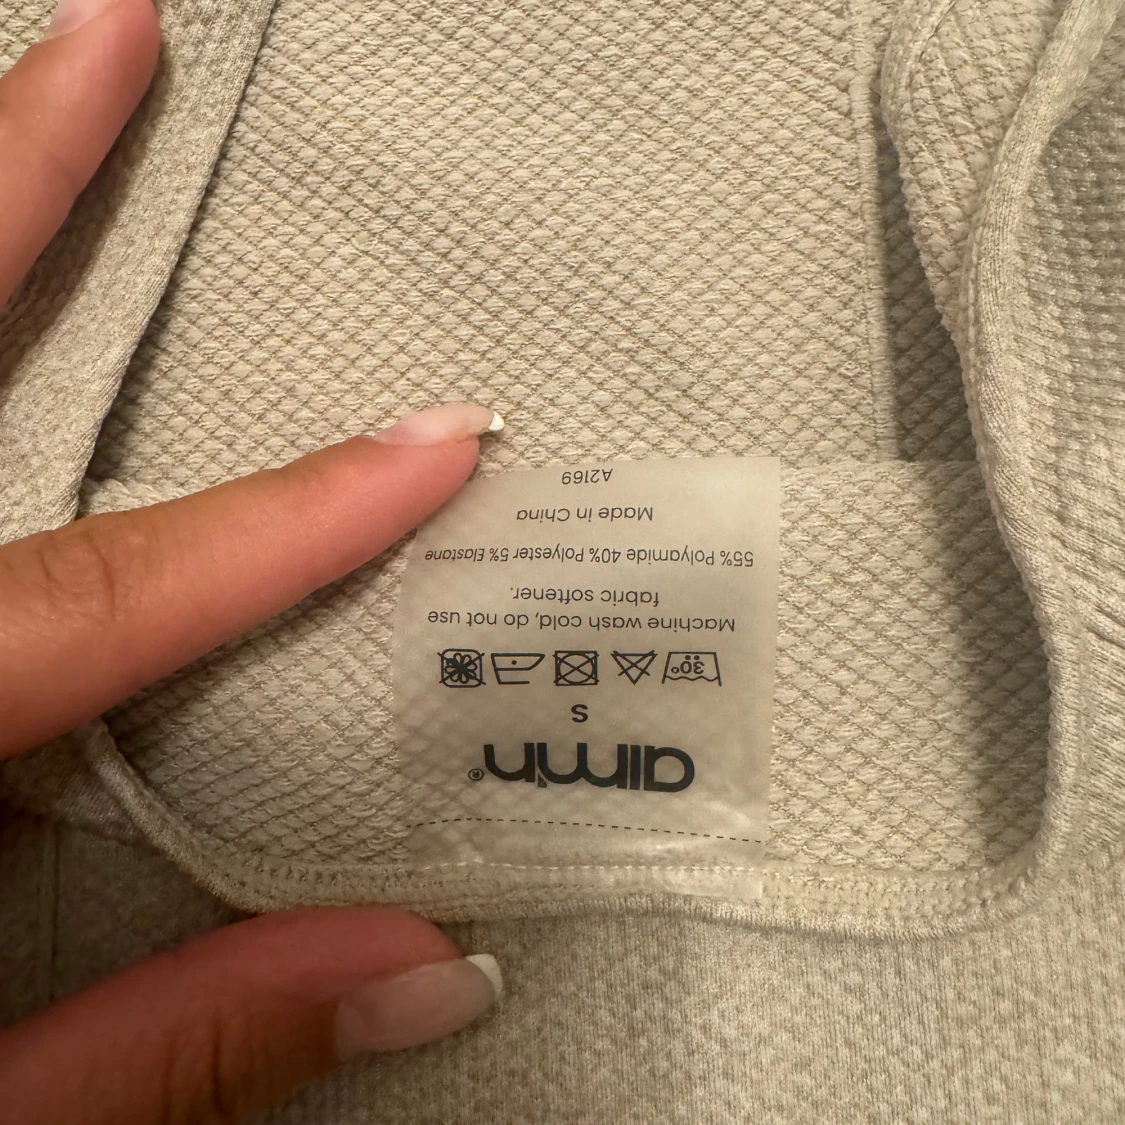 aim'n®
S
30°
Machine wash cold, do not use
fabric softener.
55% Polyamide 40% Polyester 5% Elastane
Made in China
A2169